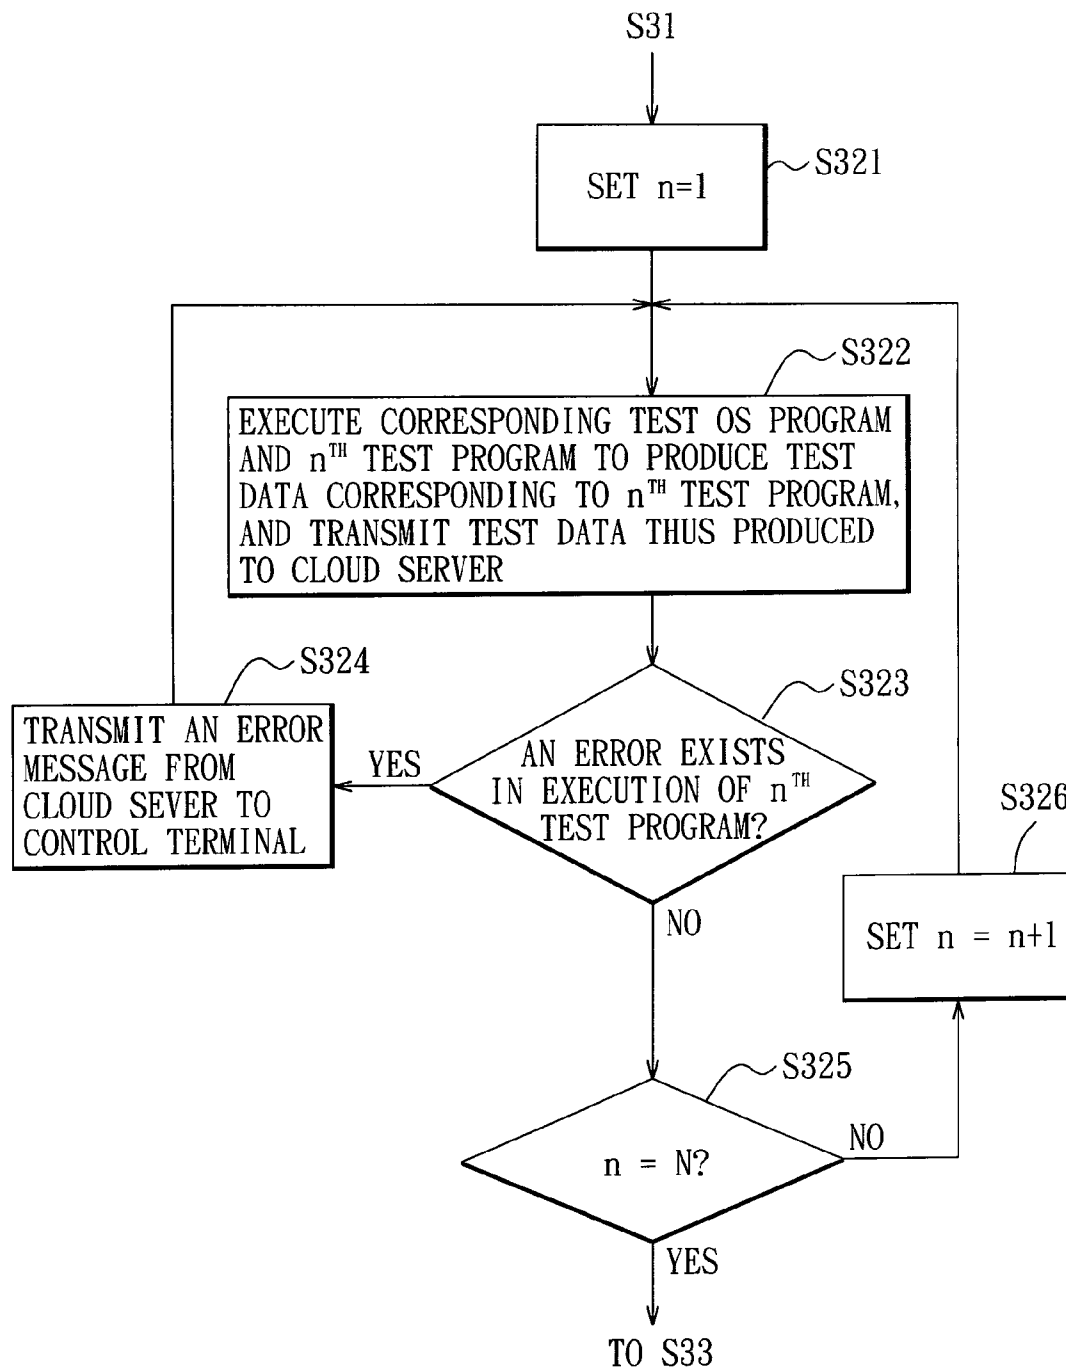 S31
SET n=1
S321
S322
EXECUTE CORRESPONDING TEST OS PROGRAM
AND nTH TEST PROGRAM TO PRODUCE TEST
DATA CORRESPONDING TO nTH TEST PROGRAM,
AND TRANSMIT TEST DATA THUS PRODUCED
TO CLOUD SERVER
S324
TRANSMIT AN ERROR
MESSAGE FROM
CLOUD SEVER TO
CONTROL TERMINAL
YES
S323
AN ERROR EXISTS
IN EXECUTION OF nTH
TEST PROGRAM?
NO
S326
SET n = n+1
S325
n = N?
NO
YES
TO S33